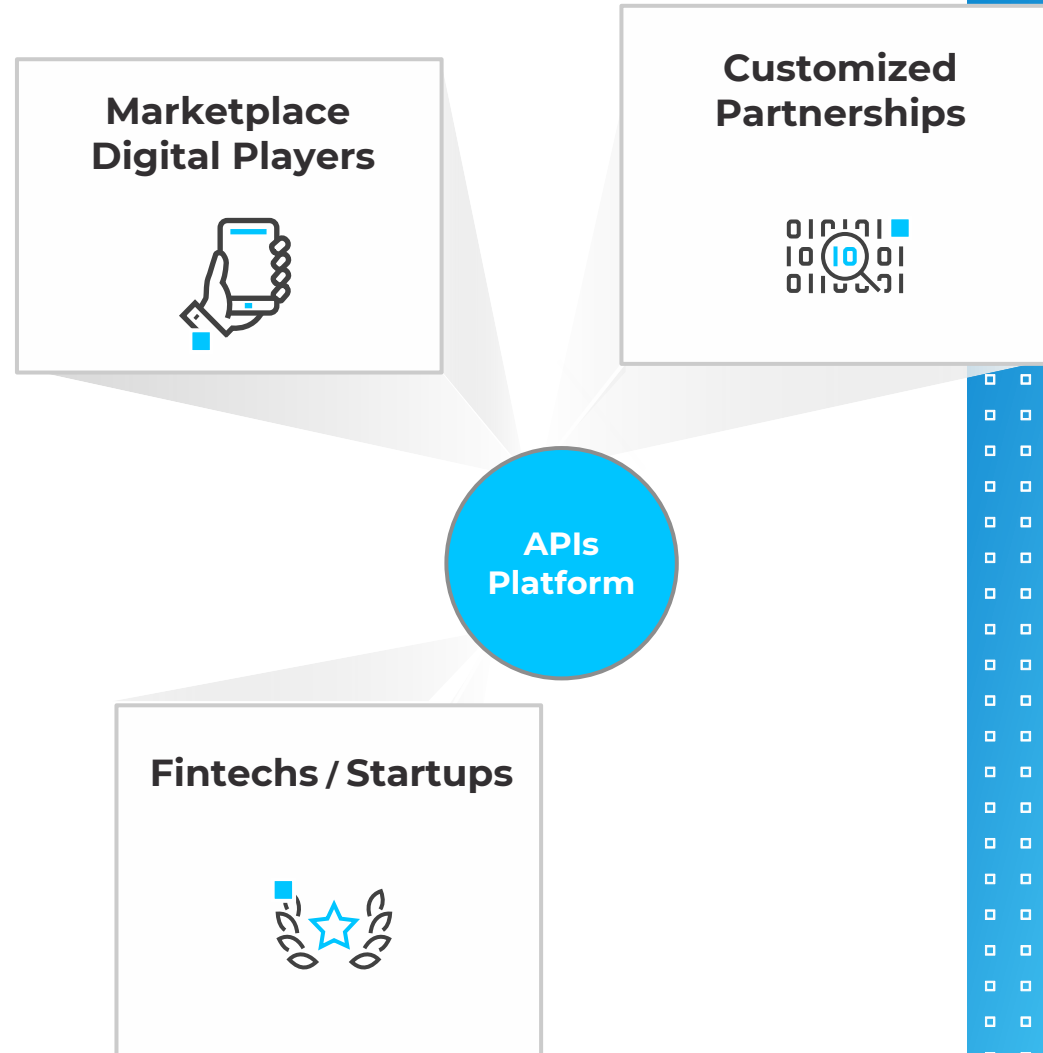 Marketplace
Digital Players
Customized
Partnerships
APIs
Platform
Fintechs / Startups